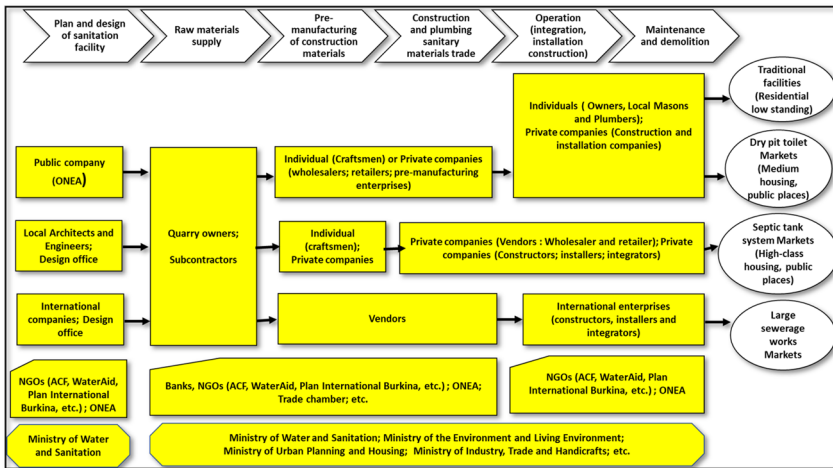 Plan and design
of sanitation
facility
Raw materials
supply
Pre-
manufacturing
of construction
materials
Construction
and plumbing
sanitary
materials trade
Operation
(integration,
installation
construction)
Maintenance
and demolition
Traditional
facilities
(Residential
low standing)
Individuals ( Owners, Local Masons
and Plumbers);
Private companies (Construction and
installation companies)
Public company
(ONEA)
Individual (Craftsmen) or Private companies
(wholesalers; retailers; pre-manufacturing
enterprises)
Dry pit toilet
Markets
(Medium
housing,
public places)
Local Architects and
Engineers;
Design office
Quarry owners;
Subcontractors
Individual
(craftsmen);
Private companies
Private companies (Vendors : Wholesaler and retailer); Private
companies (Constructors; installers; integrators)
Septic tank
system Markets
(High-class
housing, public
places)
International
companies; Design
office
Vendors
International enterprises
(constructors, installers and
integrators)
Large
sewerage
works
Markets
NGOs (ACF, WaterAid,
Plan International
Burkina, etc.) ; ONEA
Banks, NGOs (ACF, WaterAid, Plan International Burkina, etc.) ; ONEA;
Trade chamber; etc.
NGOs (ACF, WaterAid, Plan
International Burkina, etc.) ; ONEA
Ministry of Water
and Sanitation
Ministry of Water and Sanitation; Ministry of the Environment and Living Environment;
Ministry of Urban Planning and Housing; Ministry of Industry, Trade and Handicrafts; etc.